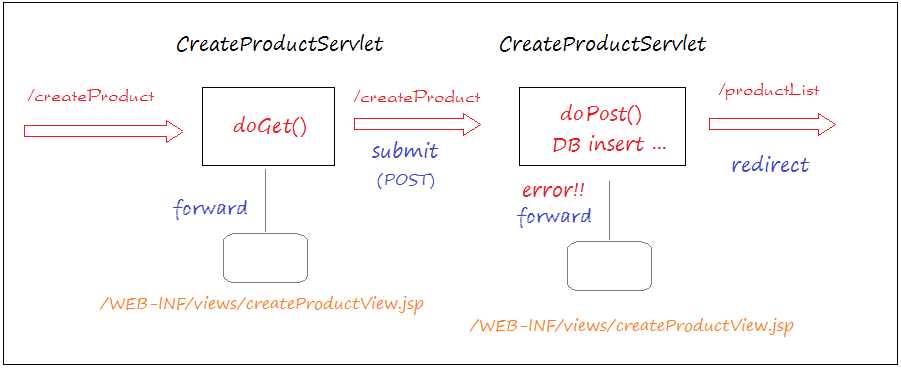 CreateProductServlet
CreateProductServlet
/createProduct
doGet()
/createProduct
submit
(POST)
doPost()
DB insert ...
/productList
redirect
forward
error!!
forward
/WEB-INF/views/createProductView.jsp
/WEB-INF/views/createProductView.jsp